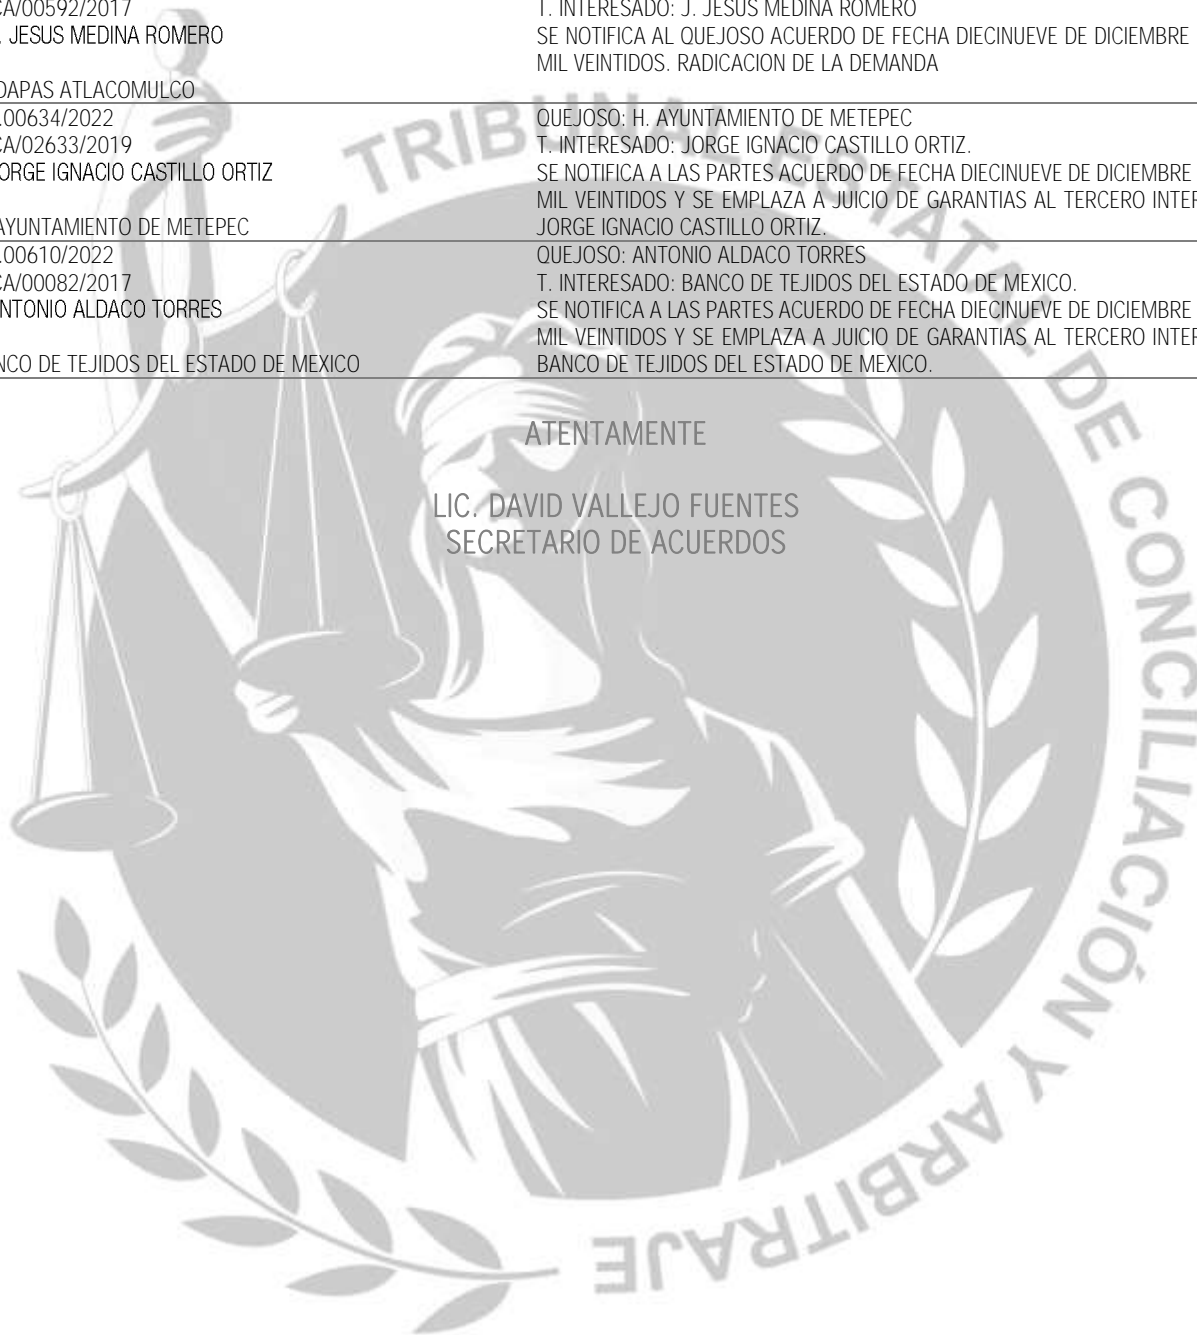 CA/00592/2017
T. INTERESADO: J. JESUS MEDINA ROMERO
. JESUS MEDINA ROMERO
SE NOTIFICA AL QUEJOSO ACUERDO DE FECHA DIECINUEVE DE DICIEMBRE
MIL VEINTIDOS. RADICACION DE LA DEMANDA
DAPAS ATLACOMULCO
.00634/2022
QUEJOSO: H. AYUNTAMIENTO DE METEPEC
CA/02633/2019
T. INTERESADO: JORGE IGNACIO CASTILLO ORTIZ.
ORGE IGNACIO CASTILLO ORTIZ
SE NOTIFICA A LAS PARTES ACUERDO DE FECHA DIECINUEVE DE DICIEMBRE
MIL VEINTIDOS Y SE EMPLAZA A JUICIO DE GARANTIAS AL TERCERO INTER
AYUNTAMIENTO DE METEPEC
JORGE IGNACIO CASTILLO ORTIZ.
.00610/2022
QUEJOSO: ANTONIO ALDACO TORRES
CA/00082/2017
T. INTERESADO: BANCO DE TEJIDOS DEL ESTADO DE MEXICO.
NTONIO ALDACO TORRES
SE NOTIFICA A LAS PARTES ACUERDO DE FECHA DIECINUEVE DE DICIEMBRE
MIL VEINTIDOS Y SE EMPLAZA A JUICIO DE GARANTIAS AL TERCERO INTER
NCO DE TEJIDOS DEL ESTADO DE MEXICO
BANCO DE TEJIDOS DEL ESTADO DE MEXICO.
ATENTAMENTE
LIC. DAVID VALLEJO FUENTES
SECRETARIO DE ACUERDOS
TRIBUNAL ESTATAL DE CONCILIACIÓN Y ARBITRAJE